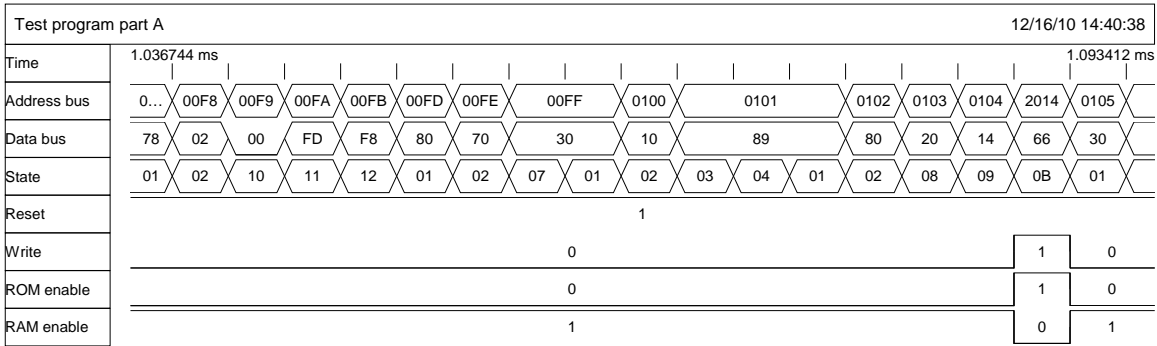 Test program part A 12/16/10 14:40:38
Time 1.036744 ms 1.093412 ms
Address bus 0... 00F8 00F9 00FA 00FB 00FD 00FE 00FF 0100 0101 0102 0103 0104 2014 0105
Data bus 78 02 00 FD F8 80 70 30 10 89 80 20 14 66 30
State 01 02 10 11 12 01 02 07 01 02 03 04 01 02 08 09 0B 01
Reset 1
Write 0 1 0
ROM enable 0 1 0
RAM enable 1 0 1